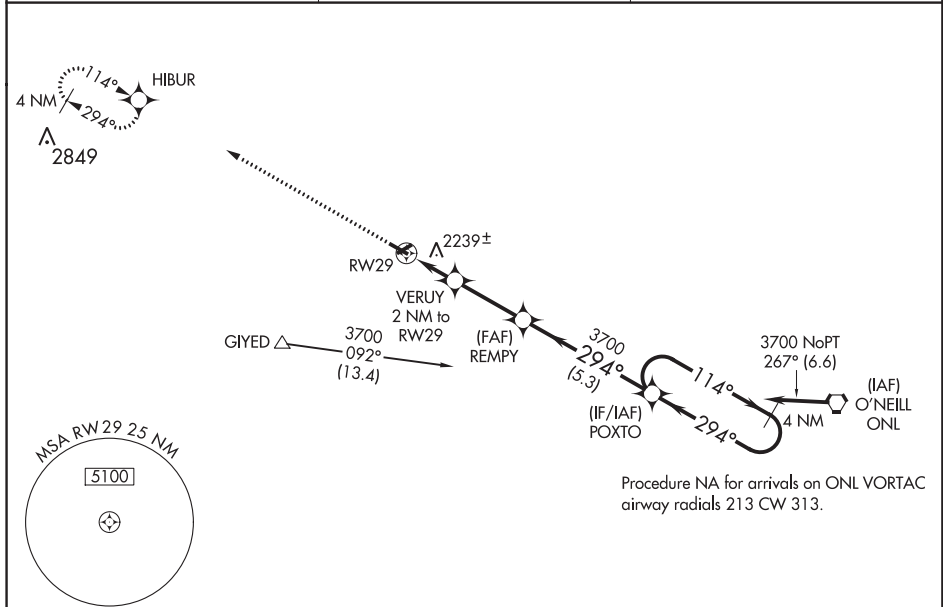 HIBUR
114°
4 NM
294°
2849
2239±
RW29
VERUY
2 NM to
RW29
(FAF)
REMPY
GIYED
3700
092°
(13.4)
3700
294°
(5.3)
(IF/IAF)
POXTO
114°
294°
4 NM
3700 NoPT
267° (6.6)
(IAF)
O'NEILL
ONL
Procedure NA for arrivals on ONL VORTAC
airway radials 213 CW 313.
MSA RW 29 25 NM
5100